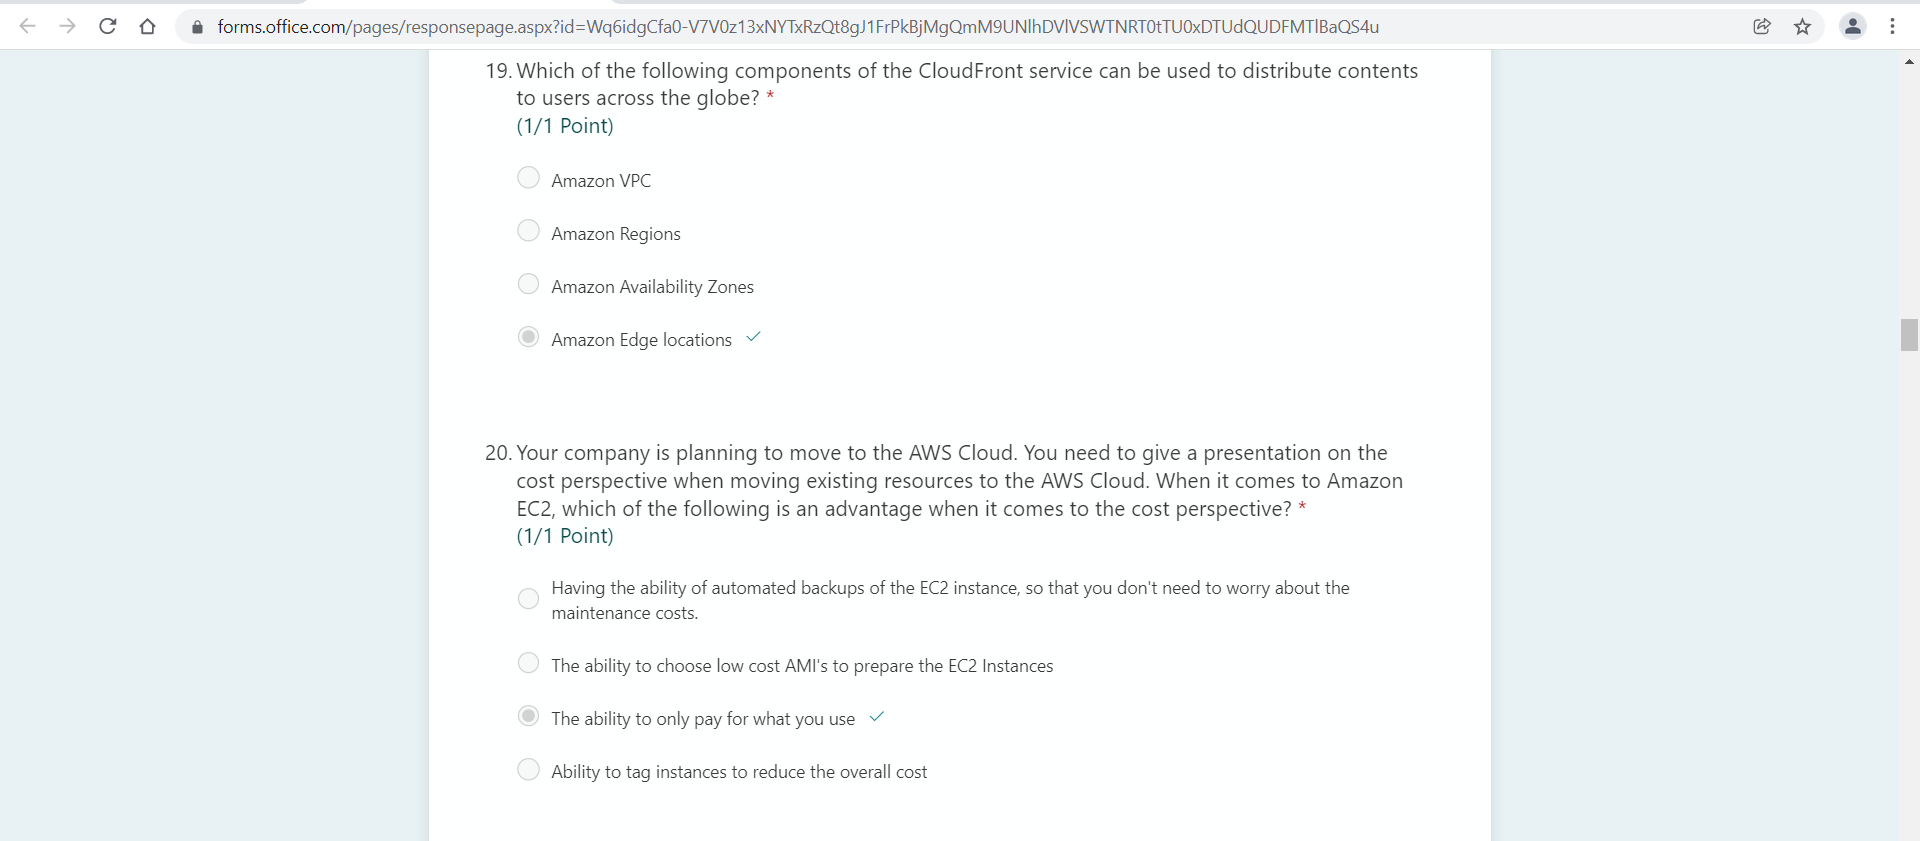 forms.office.com/pages/responsepage.aspx?id=Wq6idgCfa0-V7V0z13xNYTxRzQt8gJ1FrPkBjMgQmM9UNlhDVlVSWTNRT0tTU0xDTUdQUDFMTlBaQS4u
19. Which of the following components of the CloudFront service can be used to distribute contents
to users across the globe? *
(1/1 Point)
Amazon VPC
Amazon Regions
Amazon Availability Zones
Amazon Edge locations
20. Your company is planning to move to the AWS Cloud. You need to give a presentation on the
cost perspective when moving existing resources to the AWS Cloud. When it comes to Amazon
EC2, which of the following is an advantage when it comes to the cost perspective? *
(1/1 Point)
Having the ability of automated backups of the EC2 instance, so that you don't need to worry about the
maintenance costs.
The ability to choose low cost AMI's to prepare the EC2 Instances
The ability to only pay for what you use
Ability to tag instances to reduce the overall cost